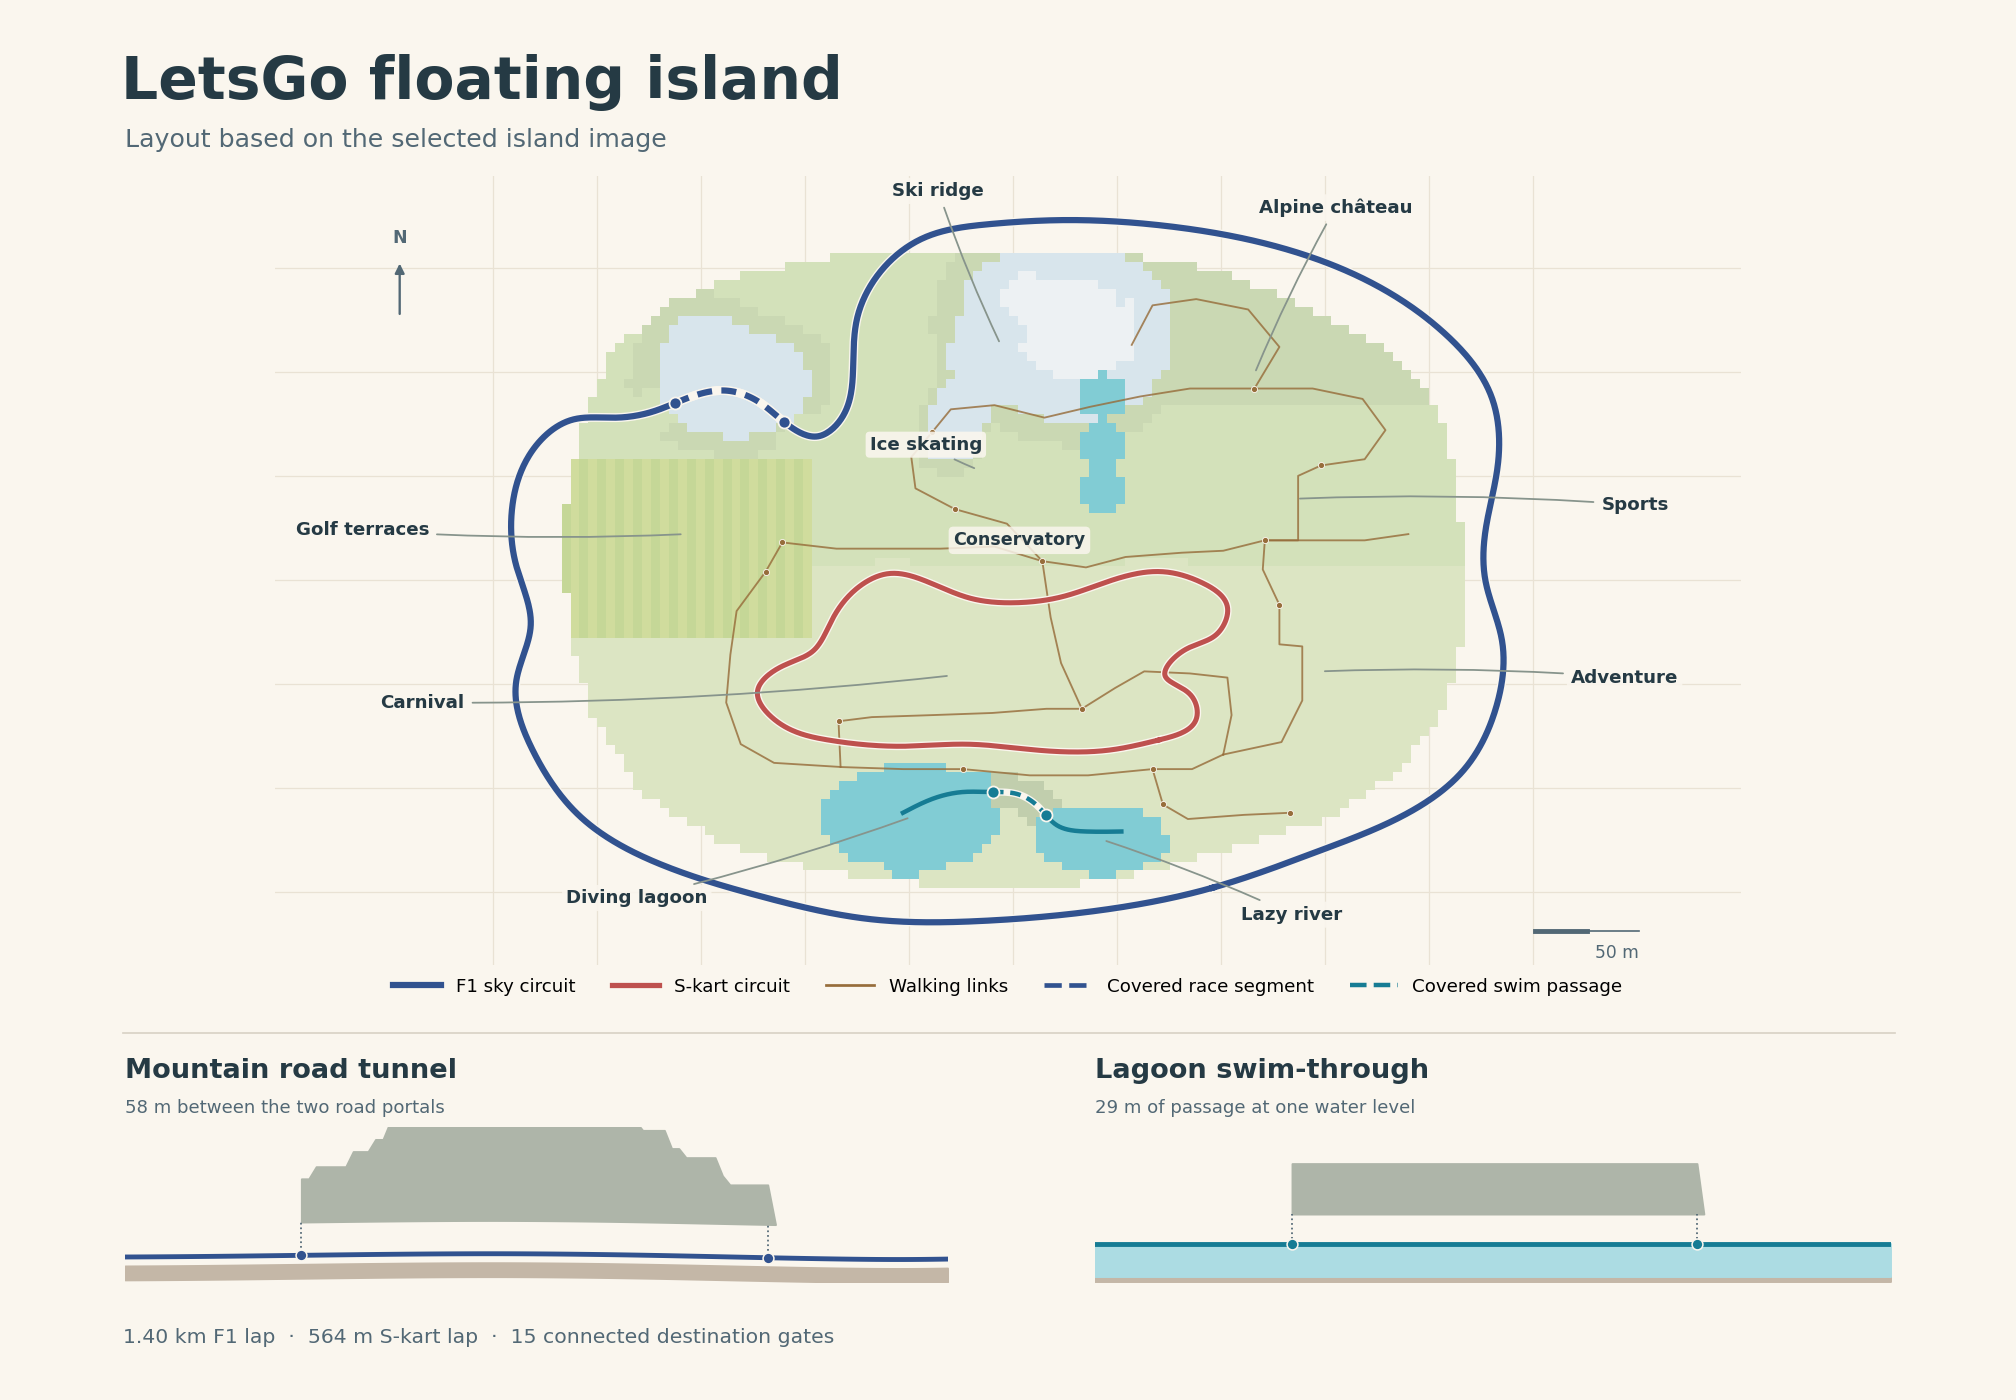 LetsGo floating island
Layout based on the selected island image
Ski ridge
Alpine château
N
Ice skating
Sports
Golf terraces
Conservatory
Adventure
Carnival
Diving lagoon
Lazy river
50 m
F1 sky circuit
S-kart circuit
Walking links
Covered race segment
Covered swim passage
Mountain road tunnel
58 m between the two road portals
Lagoon swim-through
29 m of passage at one water level
1.40 km F1 lap · 564 m S-kart lap · 15 connected destination gates